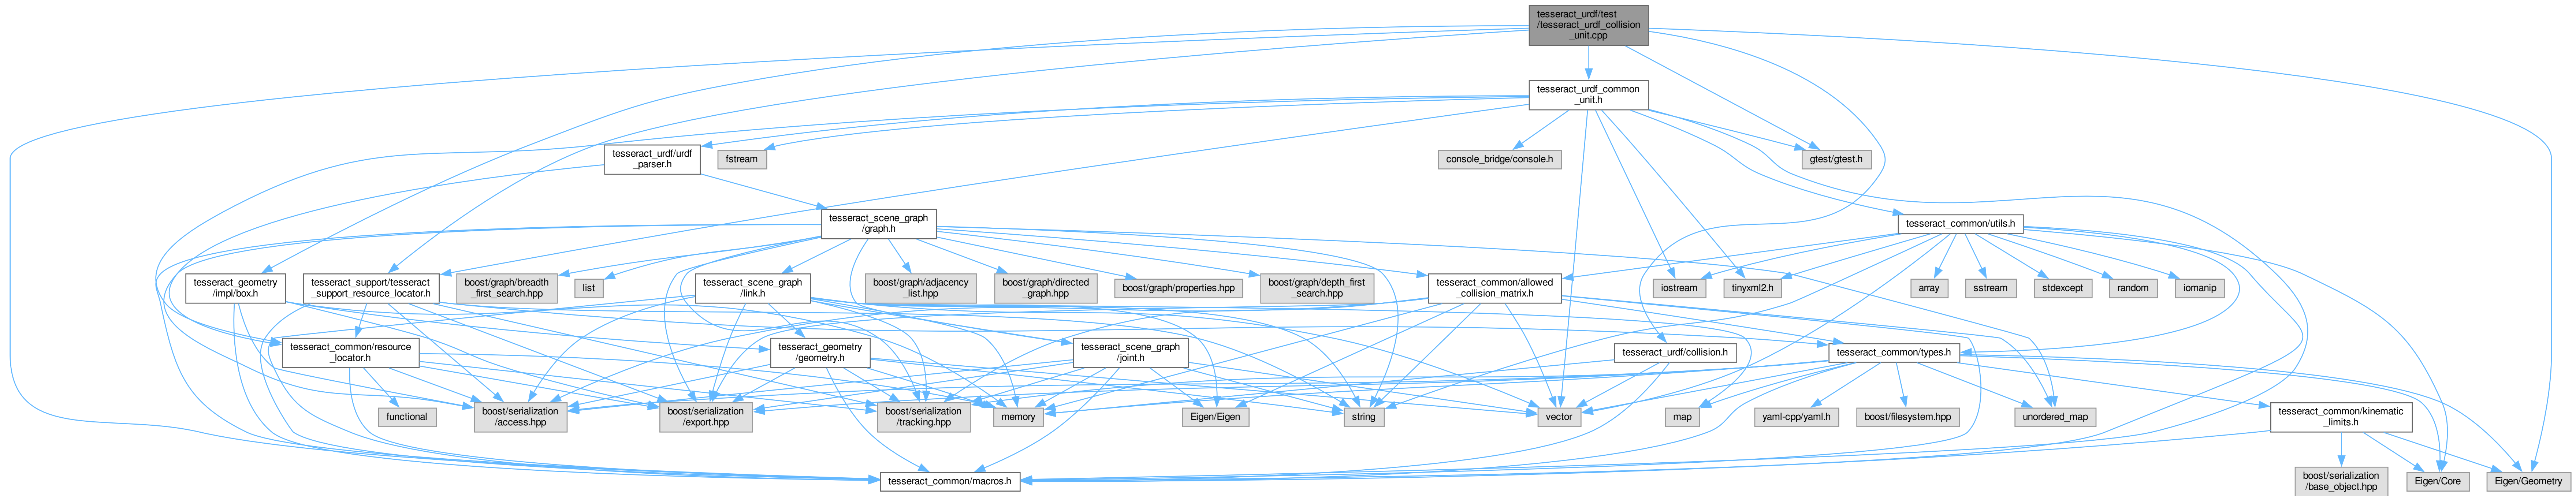 tesseract_urdf/test
/tesseract_urdf_collision
_unit.cpp
tesseract_urdf_common
_unit.h
tesseract_urdf/urdf
_parser.h
fstream
console_bridge/console.h
gtest/gtest.h
tesseract_scene_graph
/graph.h
tesseract_common/utils.h
tesseract_geometry
/impl/box.h
tesseract_support/tesseract
_support_resource_locator.h
boost/graph/breadth
_first_search.hpp
list
tesseract_scene_graph
/link.h
boost/graph/adjacency
_list.hpp
boost/graph/directed
_graph.hpp
boost/graph/properties.hpp
boost/graph/depth_first
_search.hpp
tesseract_common/allowed
_collision_matrix.h
iostream
tinyxml2.h
array
sstream
stdexcept
random
iomanip
tesseract_common/resource
_locator.h
tesseract_geometry
/geometry.h
tesseract_scene_graph
/joint.h
tesseract_urdf/collision.h
tesseract_common/types.h
functional
boost/serialization
/access.hpp
boost/serialization
/export.hpp
boost/serialization
/tracking.hpp
memory
Eigen/Eigen
string
vector
map
yaml-cpp/yaml.h
boost/filesystem.hpp
unordered_map
tesseract_common/kinematic
_limits.h
tesseract_common/macros.h
boost/serialization
/base_object.hpp
Eigen/Core
Eigen/Geometry